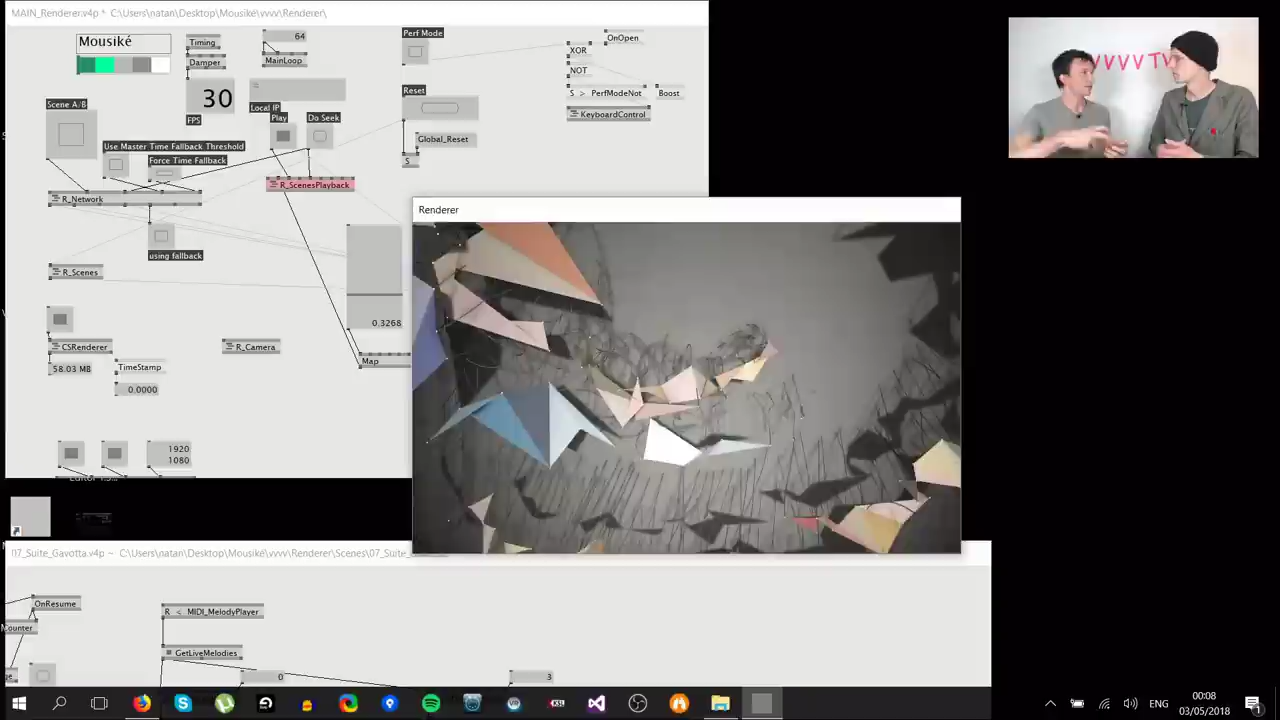 MAIN_Renderer.v4p * C:\Users\natan\Desktop\Mousiké\vvvv\Renderer\
Mousiké
Timing
Damper
30
FPS
64
MainLoop
Local IP
Play
Do Seek
Perf Mode
Reset
Global_Reset
S
OnOpen
XOR
NOT
S > PerfModeNot
Boost
KeyboardControl
VVVV TV
Scene A/B
Use Master Time Fallback Threshold
Force Time Fallback
R_ScenesPlayback
R_Network
using fallback
R_Scenes
0.3268
Map
CSRenderer
58.03 MB
TimeStamp
0.0000
R_Camera
1920
1080
Renderer
07_Suite_Gavotta.v4p ~ C:\Users\natan\Desktop\Mousiké\vvvv\Renderer\Scenes\07_Suite_
OnResume
Counter
R < MIDI_MelodyPlayer
GetLiveMelodies
0
3
ENG
00:08
03/05/2018
1